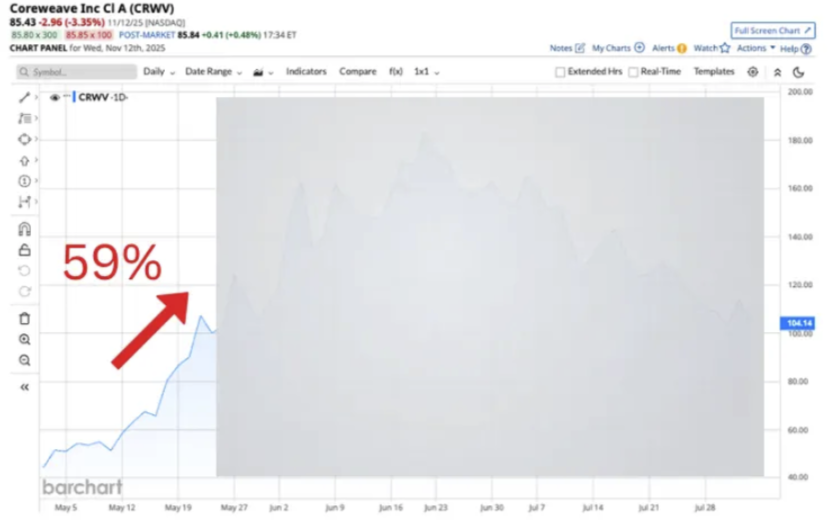 Coreweave Inc Cl A (CRWV)
85.43 -2.96 (-3.35%) 11/12/25 [NASDAQ]
85.80 x 300 85.85 x 100 POST-MARKET 85.84 +0.41 (+0.48%) 17:34 ET
Full Screen Chart
CHART PANEL for Wed, Nov 12th, 2025
Notes My Charts Alerts Watch Actions Help
Symbol... Daily Date Range Indicators Compare f(x) 1x1 Extended Hrs Real-Time Templates
CRWV ·1D·
200.00
180.00
160.00
140.00
59%
120.00
104.14
100.00
80.00
60.00
40.00
barchart
May 5 May 12 May 19 May 27 Jun 2 Jun 9 Jun 16 Jun 23 Jun 30 Jul 7 Jul 14 Jul 21 Jul 28